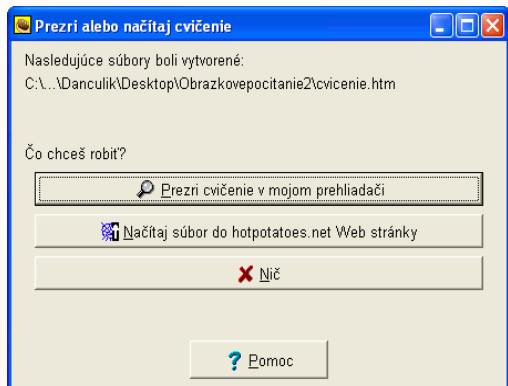 Prezri alebo načítaj cvičenie
Nasledujúce súbory boli vytvorené:
C:\...\Danculik\Desktop\Obrazkovepocitanie2\cvicenie.htm
Čo chceš robiť?
Prezri cvičenie v mojom prehliadači
Načítaj súbor do hotpotatoes.net Web stránky
Nič
Pomoc